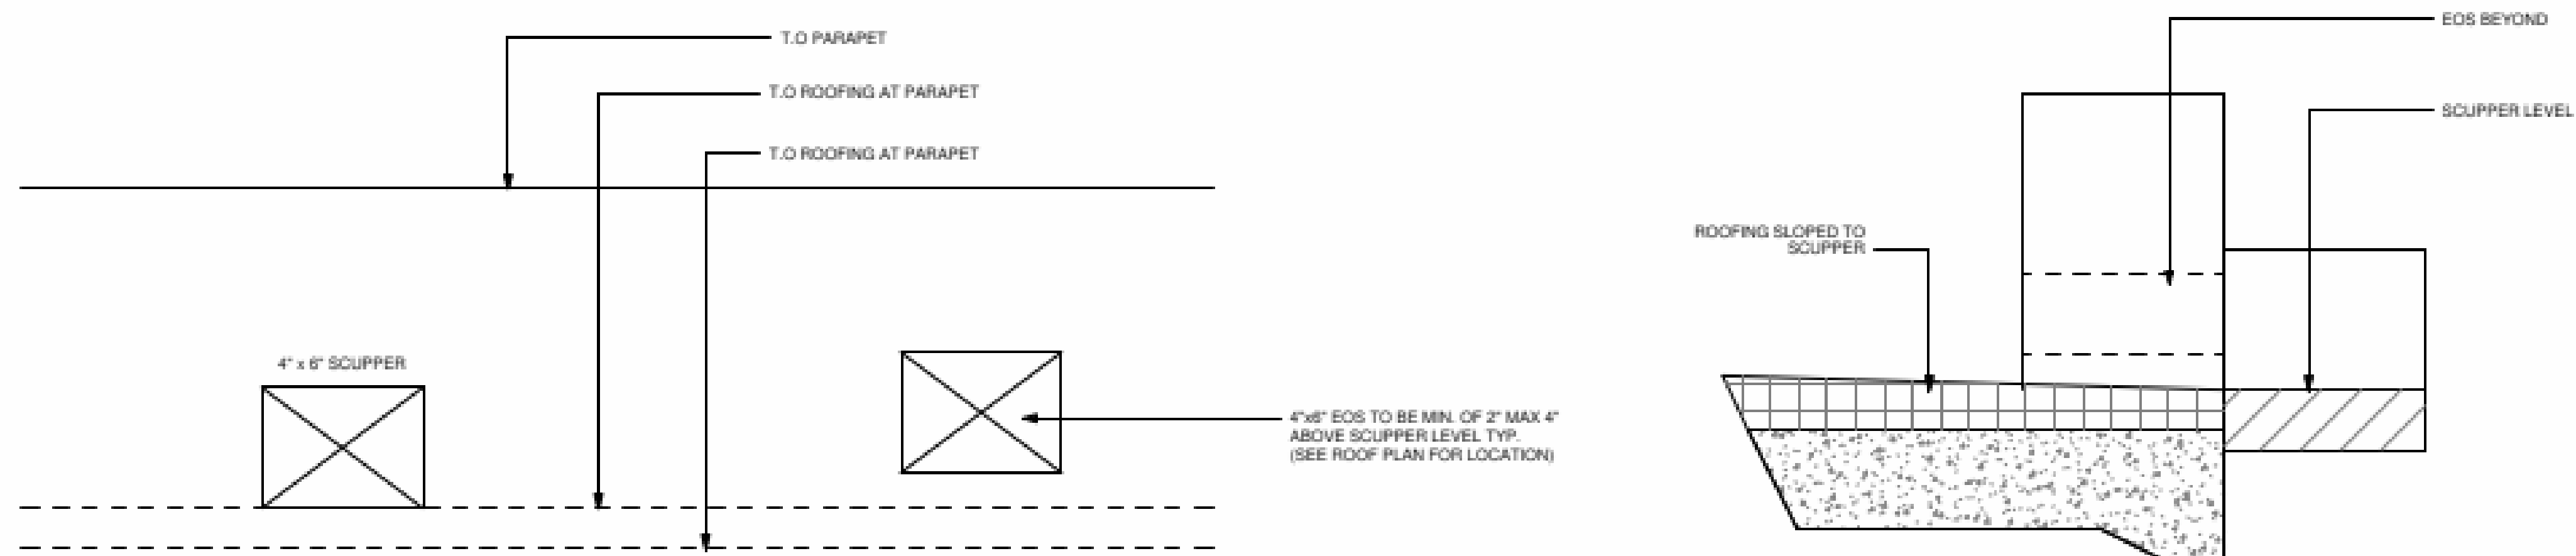 T.O PARAPET
T.O ROOFING AT PARAPET
T.O ROOFING AT PARAPET
4" x 6" SCUPPER
4"x6" EOS TO BE MIN. OF 2" MAX 4"
ABOVE SCUPPER LEVEL TYP.
(SEE ROOF PLAN FOR LOCATION)
EOS BEYOND
SCUPPER LEVEL
ROOFING SLOPED TO
SCUPPER